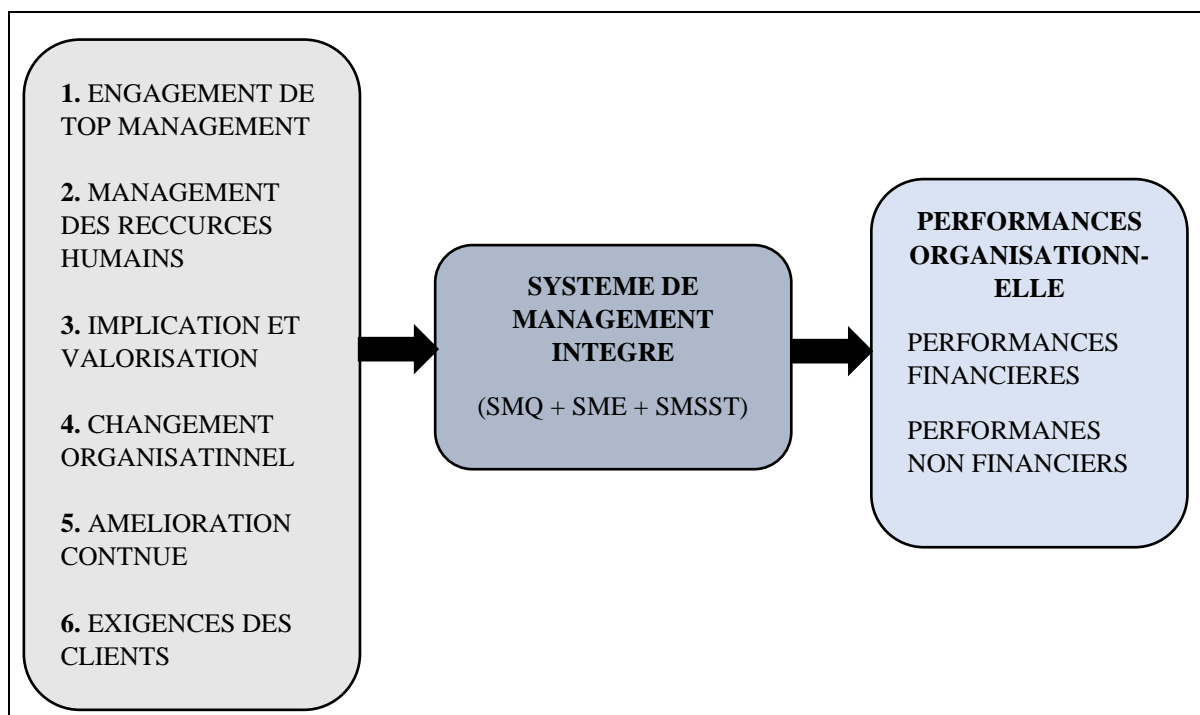 1. ENGAGEMENT DE
TOP MANAGEMENT
2. MANAGEMENT
DES RECCURCES
HUMAINS
3. IMPLICATION ET
VALORISATION
4. CHANGEMENT
ORGANISATINNEL
5. AMELIORATION
CONTNUE
6. EXIGENCES DES
CLIENTS
SYSTEME DE
MANAGEMENT
INTEGRE
(SMQ + SME + SMSST)
PERFORMANCES
ORGANISATIONN-
ELLE
PERFORMANCES
FINANCIERES
PERFORMANES
NON FINANCIERS